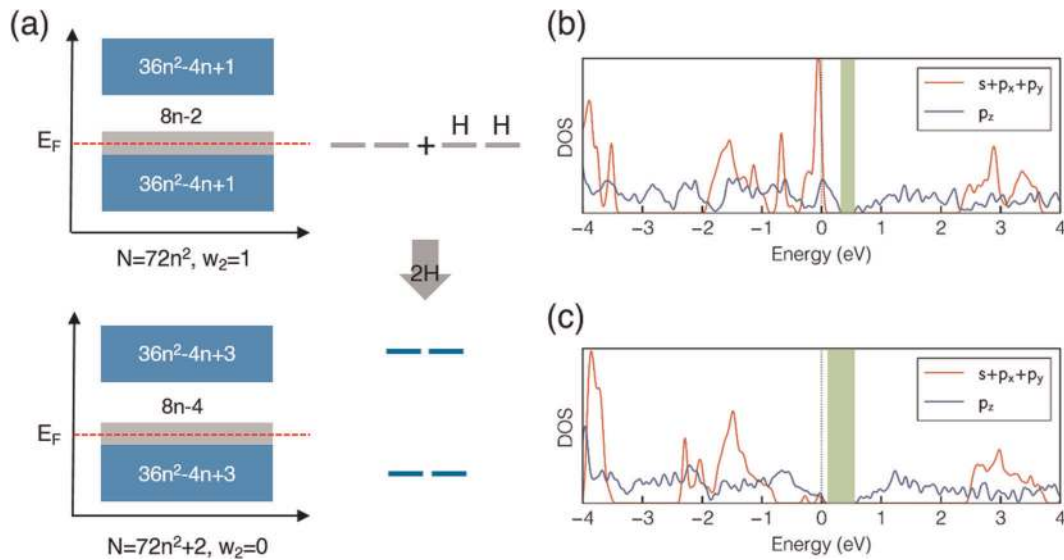 (a)
36n²-4n+1
8n-2
E_F
36n²-4n+1
N=72n², w₂=1
H H
+
2H
36n²-4n+3
8n-4
E_F
36n²-4n+3
N=72n²+2, w₂=0
(b)
DOS
s+pₓ+p_y
p_z
-4 -3 -2 -1 0 1 2 3 4
Energy (eV)
(c)
DOS
s+pₓ+p_y
p_z
-4 -3 -2 -1 0 1 2 3 4
Energy (eV)